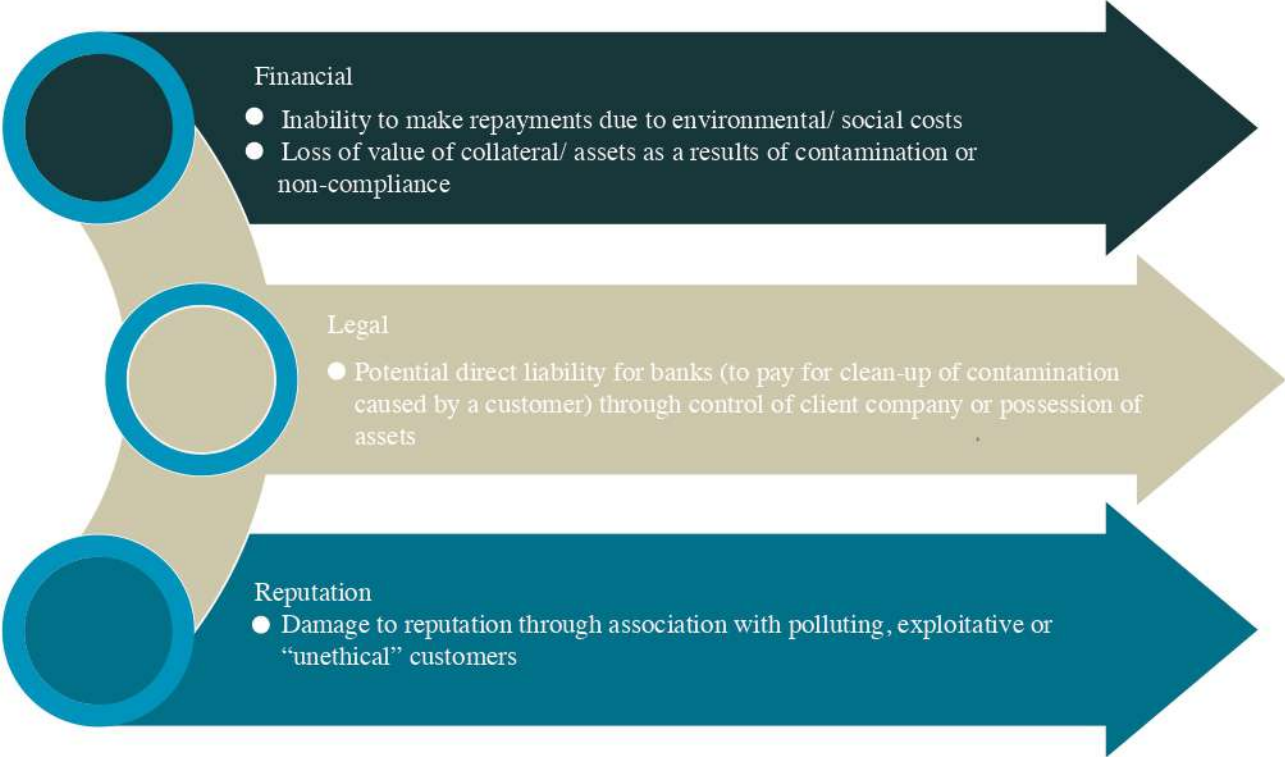 Financial
● Inability to make repayments due to environmental/ social costs
● Loss of value of collateral/ assets as a results of contamination or
non-compliance
Legal
● Potential direct liability for banks (to pay for clean-up of contamination
caused by a customer) through control of client company or possession of
assets
Reputation
● Damage to reputation through association with polluting, exploitative or
“unethical” customers